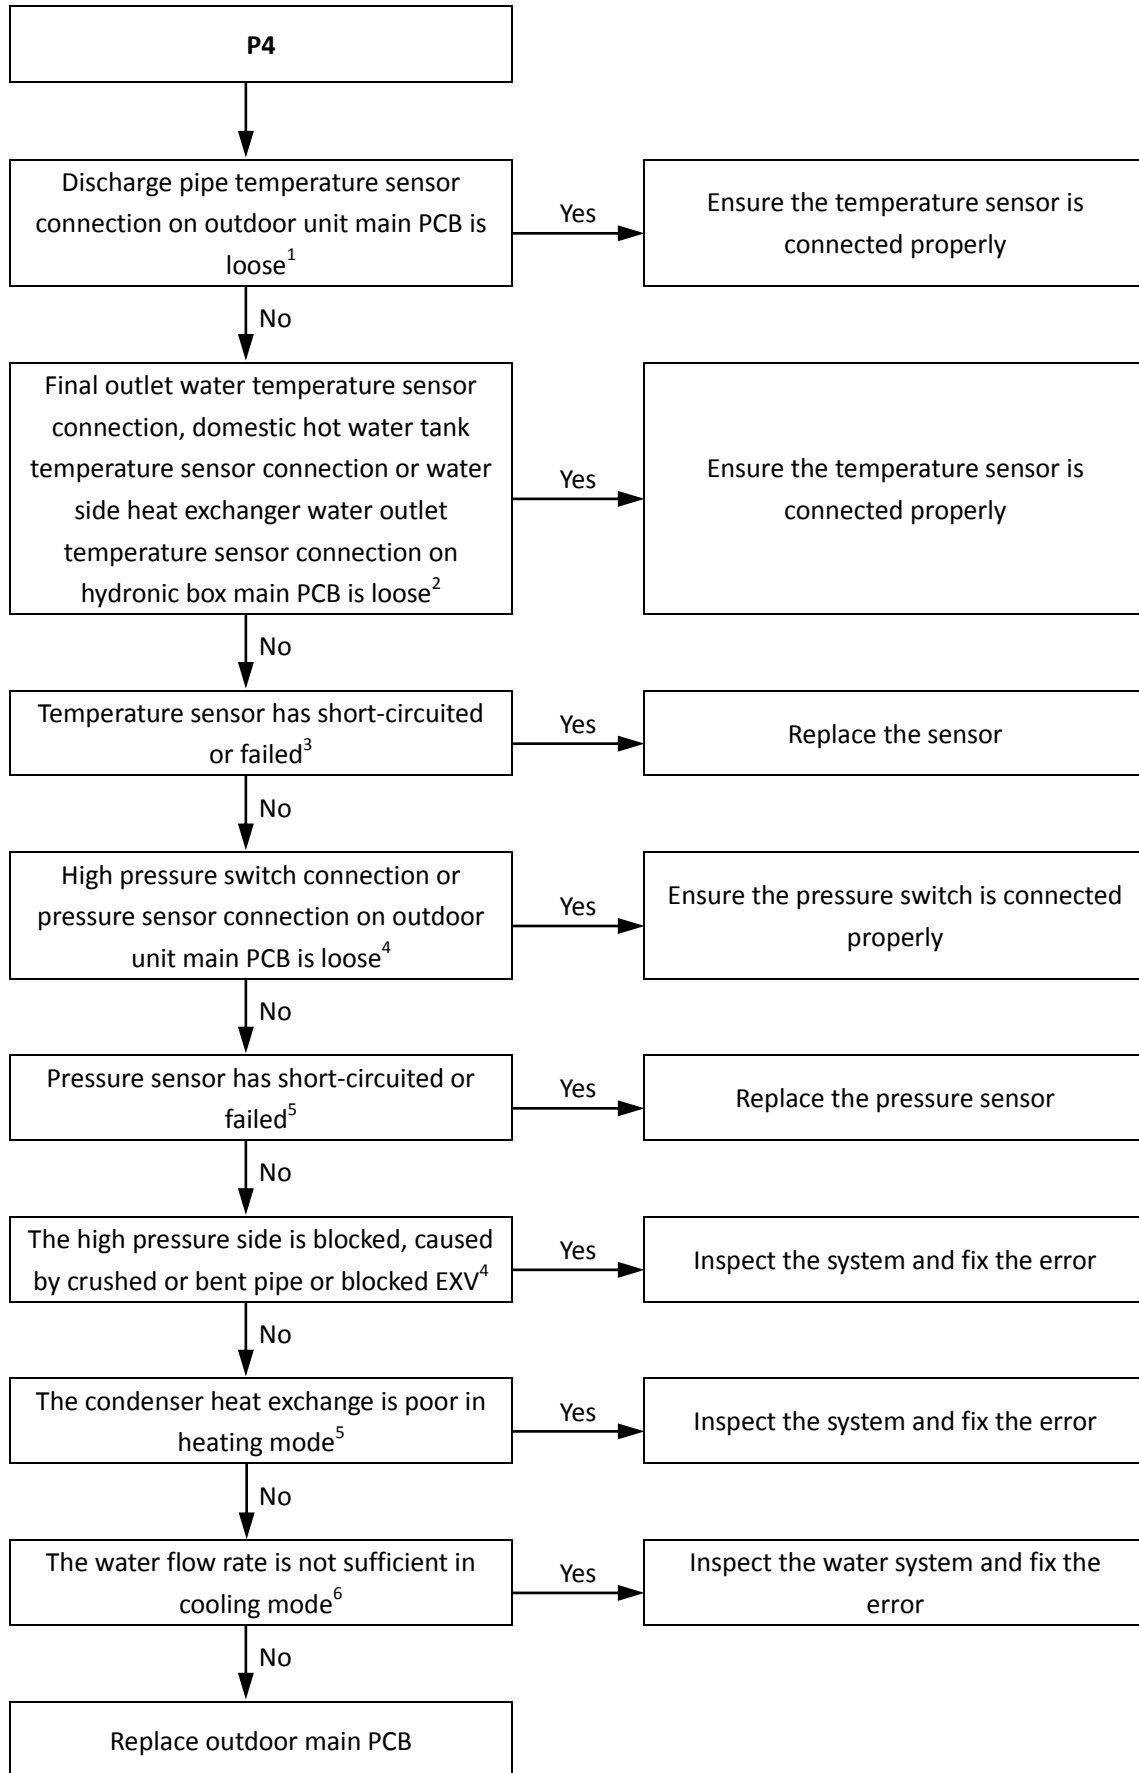 P4
Discharge pipe temperature sensor
connection on outdoor unit main PCB is
loose1
Yes
Ensure the temperature sensor is
connected properly
No
Final outlet water temperature sensor
connection, domestic hot water tank
temperature sensor connection or water
side heat exchanger water outlet
temperature sensor connection on
hydronic box main PCB is loose2
Yes
Ensure the temperature sensor is
connected properly
No
Temperature sensor has short-circuited
or failed3
Yes
Replace the sensor
No
High pressure switch connection or
pressure sensor connection on outdoor
unit main PCB is loose4
Yes
Ensure the pressure switch is connected
properly
No
Pressure sensor has short-circuited or
failed5
Yes
Replace the pressure sensor
No
The high pressure side is blocked, caused
by crushed or bent pipe or blocked EXV4
Yes
Inspect the system and fix the error
No
The condenser heat exchange is poor in
heating mode5
Yes
Inspect the system and fix the error
No
The water flow rate is not sufficient in
cooling mode6
Yes
Inspect the water system and fix the
error
No
Replace outdoor main PCB